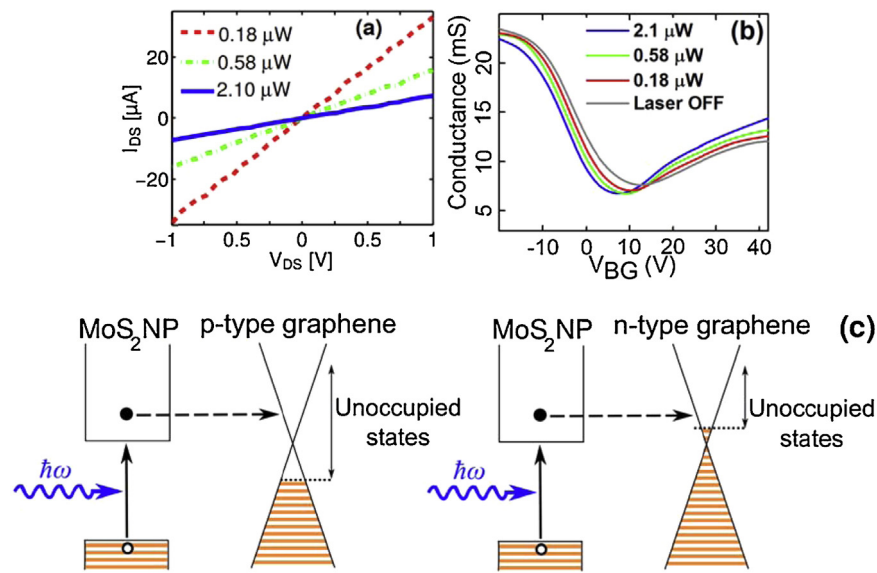 (a)
0.18 μW
0.58 μW
2.10 μW
I_DS [μA]
20
0
−20
−1
0.5
0
0.5
1
V_DS [V]
(b)
2.1 μW
0.58 μW
0.18 μW
Laser OFF
Conductance (mS)
20
15
10
5
-10
0
10
20
30
40
V_BG (V)
(c)
MoS₂NP
p-type graphene
Unoccupied
states
ħω
MoS₂NP
n-type graphene
Unoccupied
states
ħω